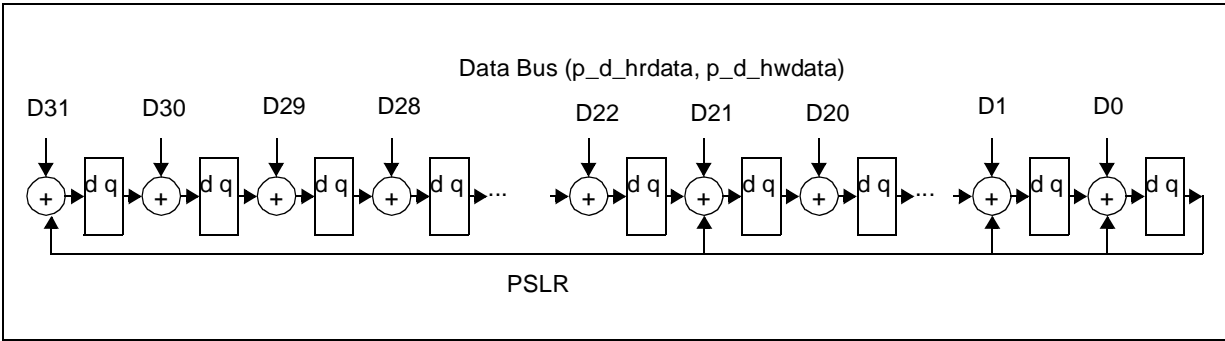 Data Bus (p_d_hrdata, p_d_hwdata)
D31 D30 D29 D28 D22 D21 D20 D1 D0
+ d q + d q + d q + d q ... + d q + d q + d q ... + d q + d q
PSLR